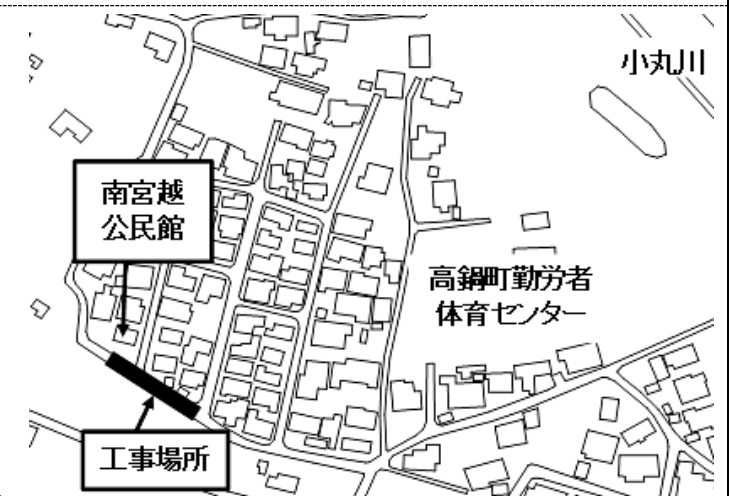 小丸川
南宮越
公民館
高鍋町勤労者
体育センター
工事場所